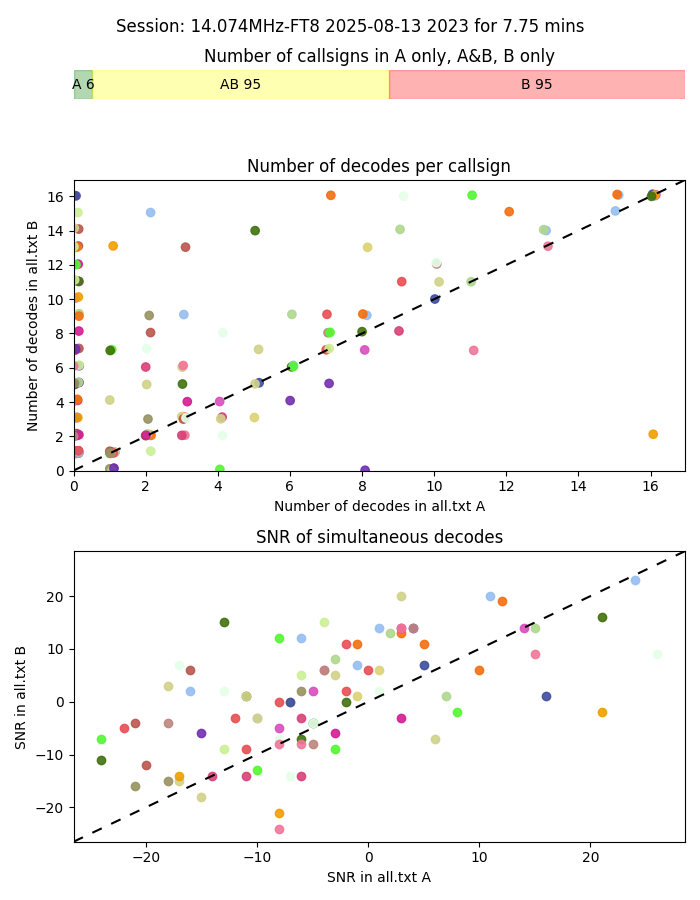 Session: 14.074MHz-FT8 2025-08-13 2023 for 7.75 mins
Number of callsigns in A only, A&B, B only
A 6 AB 95 B 95
Number of decodes per callsign
Number of decodes in all.txt B
16
14
12
10
8
6
4
2
0
0 2 4 6 8 10 12 14 16
Number of decodes in all.txt A
SNR of simultaneous decodes
SNR in all.txt B
20
10
0
−10
−20
−20 −10 0 10 20
SNR in all.txt A